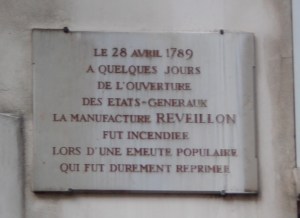 LE 28 AVRIL 1789
A QUELQUES JOURS
DE L'OUVERTURE
DES ETATS-GENERAUX
LA MANUFACTURE REVEILLON
FUT INCENDIEE
LORS D'UNE EMEUTE POPULAIRE
QUI FUT DUREMENT REPRIMEE